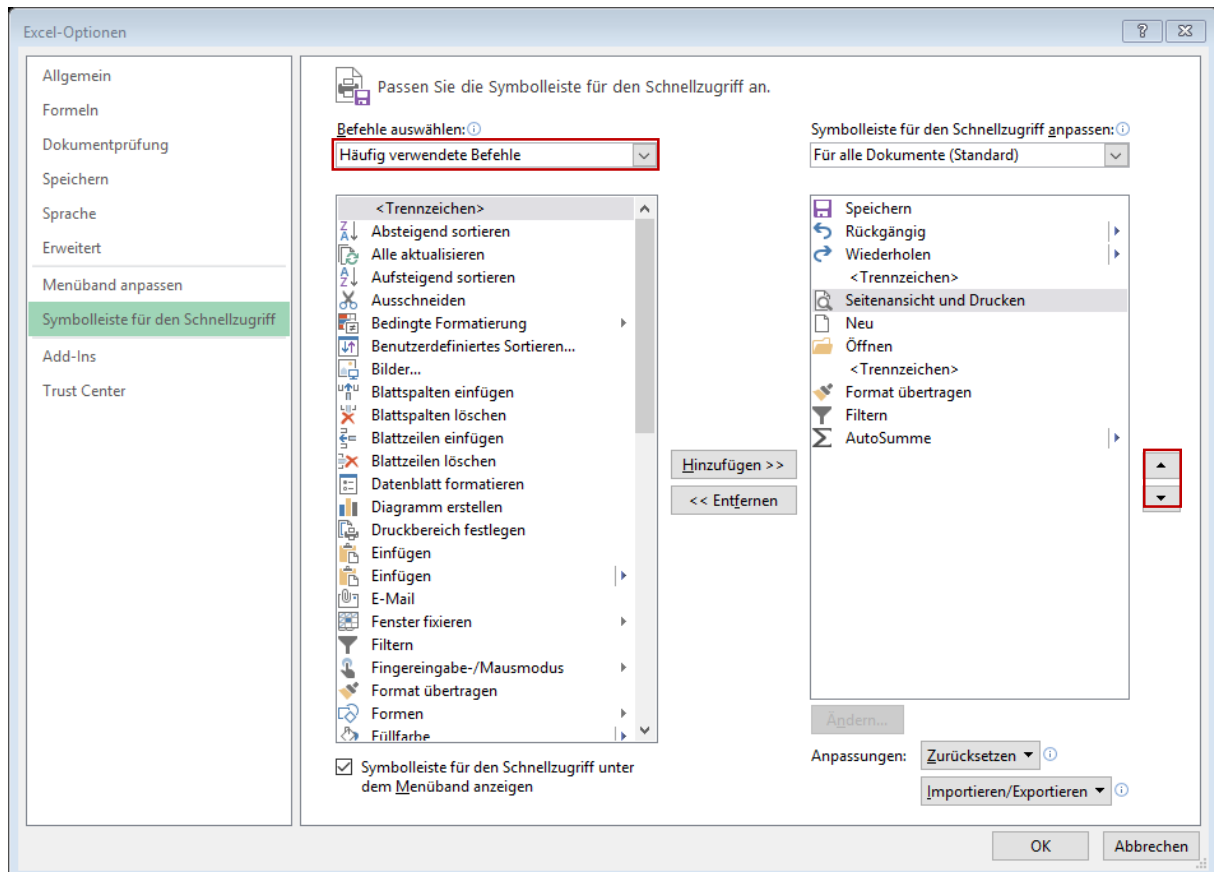 Excel-Optionen
Allgemein
Formeln
Dokumentprüfung
Speichern
Sprache
Erweitert
Menüband anpassen
Symbolleiste für den Schnellzugriff
Add-Ins
Trust Center
Passen Sie die Symbolleiste für den Schnellzugriff an.
Befehle auswählen:
Häufig verwendete Befehle
<Trennzeichen>
Absteigend sortieren
Alle aktualisieren
Aufsteigend sortieren
Ausschneiden
Bedingte Formatierung
Benutzerdefiniertes Sortieren...
Bilder...
Blattspalten einfügen
Blattspalten löschen
Blattzeilen einfügen
Blattzeilen löschen
Datenblatt formatieren
Diagramm erstellen
Druckbereich festlegen
Einfügen
Einfügen
E-Mail
Fenster fixieren
Filtern
Fingereingabe-/Mausmodus
Format übertragen
Formen
Füllfarbe
Symbolleiste für den Schnellzugriff unter
dem Menüband anzeigen
Hinzufügen >>
<< Entfernen
Symbolleiste für den Schnellzugriff anpassen:
Für alle Dokumente (Standard)
Speichern
Rückgängig
Wiederholen
<Trennzeichen>
Seitenansicht und Drucken
Neu
Öffnen
<Trennzeichen>
Format übertragen
Filtern
AutoSumme
Ändern...
Anpassungen:
Zurücksetzen
Importieren/Exportieren
OK
Abbrechen